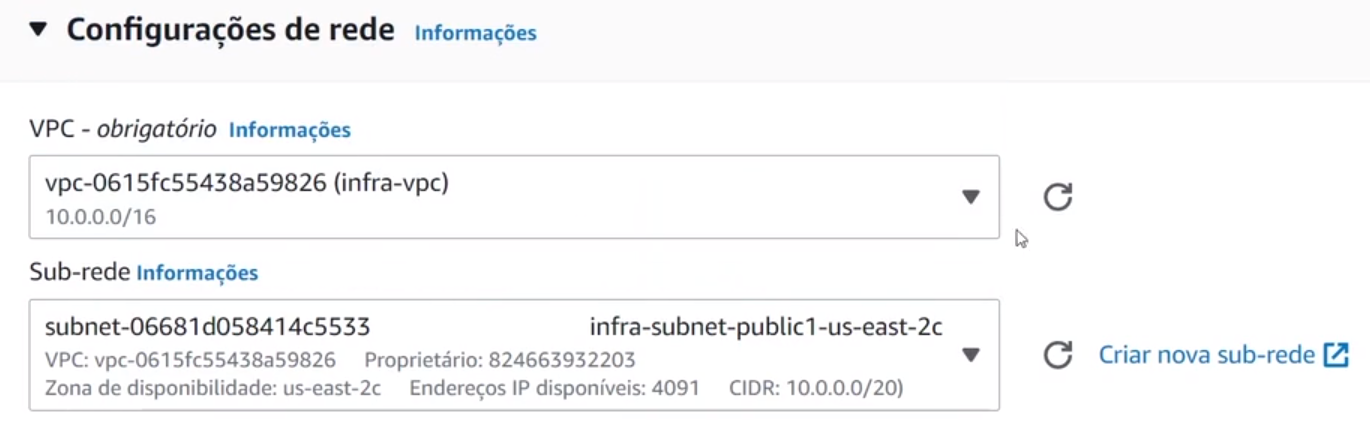 Configurações de rede Informações
VPC - obrigatório Informações
vpc-0615fc55438a59826 (infra-vpc)
10.0.0.0/16
Sub-rede Informações
subnet-06681d058414c5533 infra-subnet-public1-us-east-2c
VPC: vpc-0615fc55438a59826 Proprietário: 824663932203
Zona de disponibilidade: us-east-2c Endereços IP disponíveis: 4091 CIDR: 10.0.0.0/20)
Criar nova sub-rede